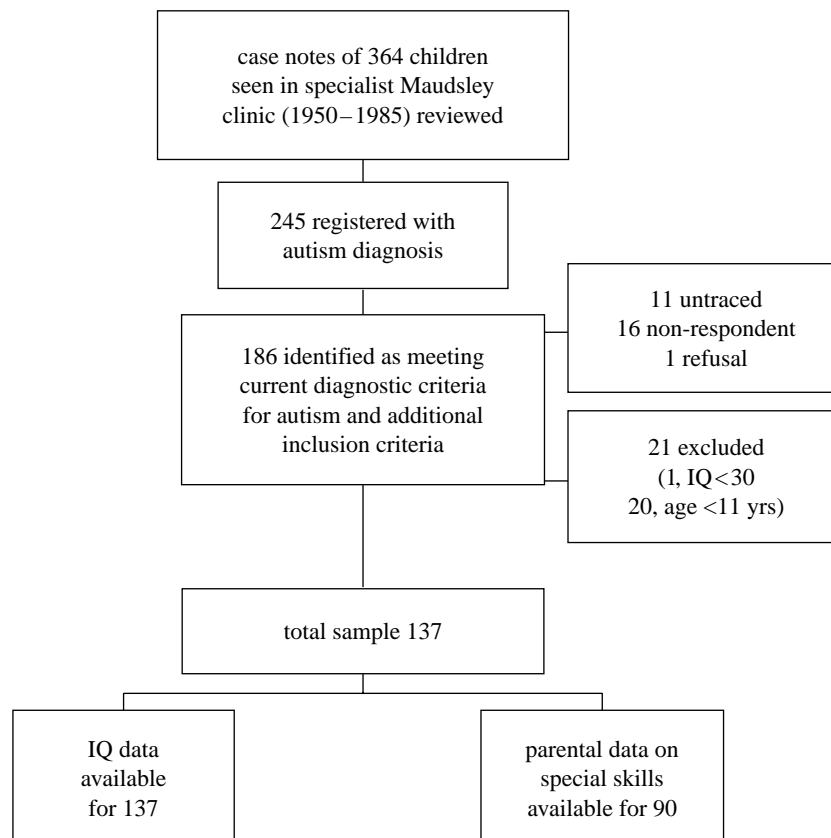 case notes of 364 children
seen in specialist Maudsley
clinic (1950–1985) reviewed
245 registered with
autism diagnosis
11 untraced
16 non-respondent
1 refusal
186 identified as meeting
current diagnostic criteria
for autism and additional
inclusion criteria
21 excluded
(1, IQ<30
20, age <11 yrs)
total sample 137
IQ data
available
for 137
parental data on
special skills
available for 90